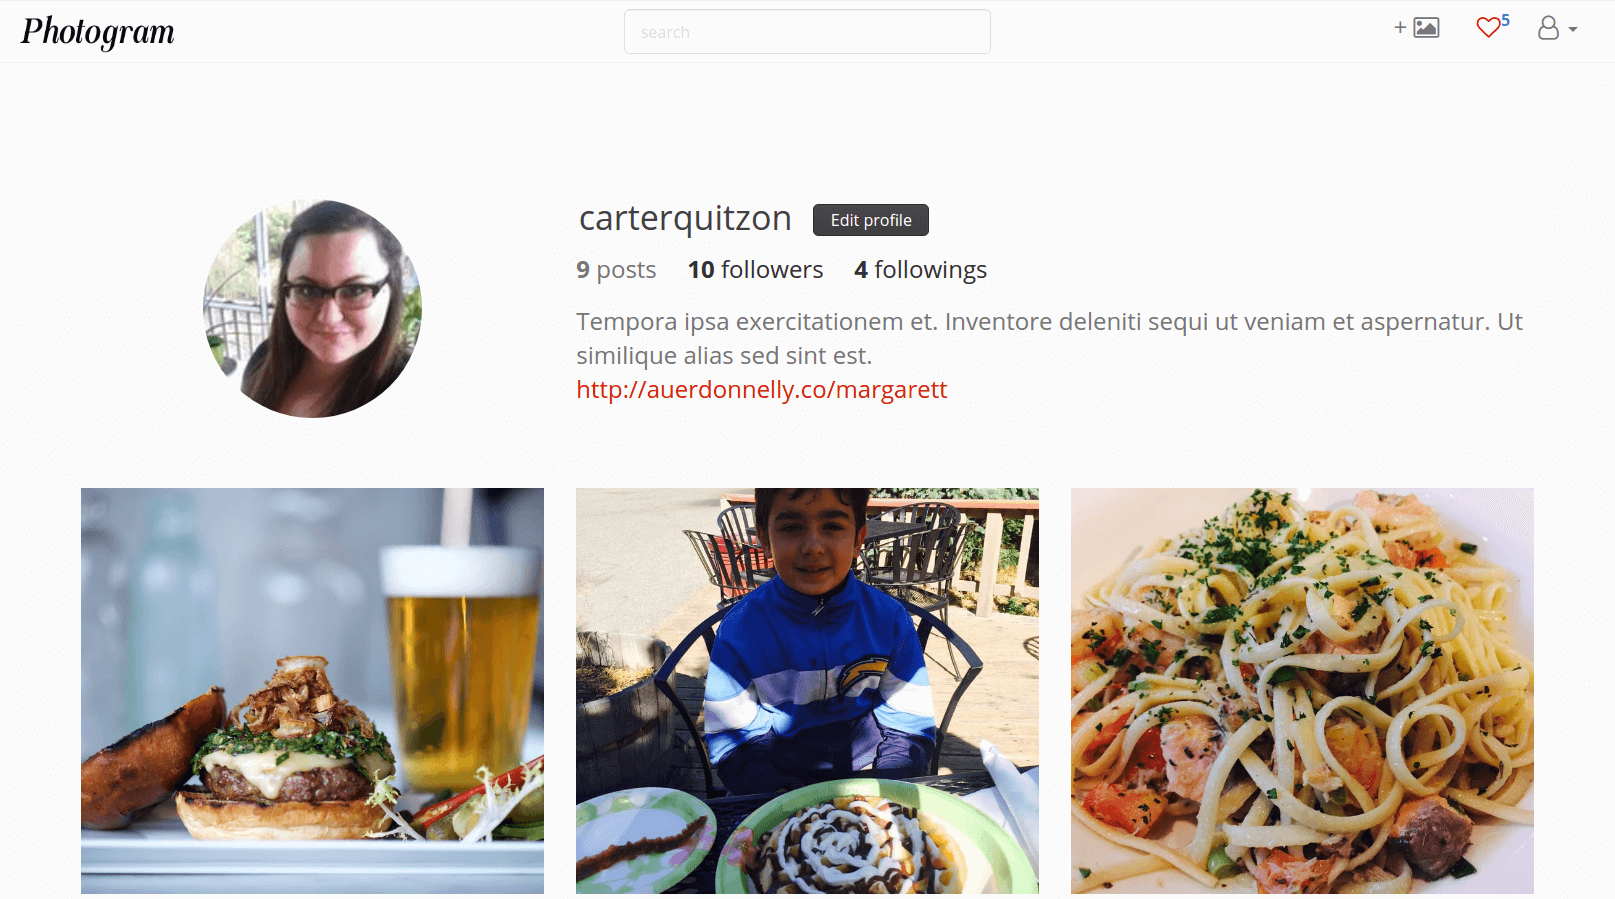 Photogram
search
+
5
carterquitzon
Edit profile
9 posts 10 followers 4 followings
Tempora ipsa exercitationem et. Inventore deleniti sequi ut veniam et aspernatur. Ut
similique alias sed sint est.
http://auerdonnelly.co/margarett